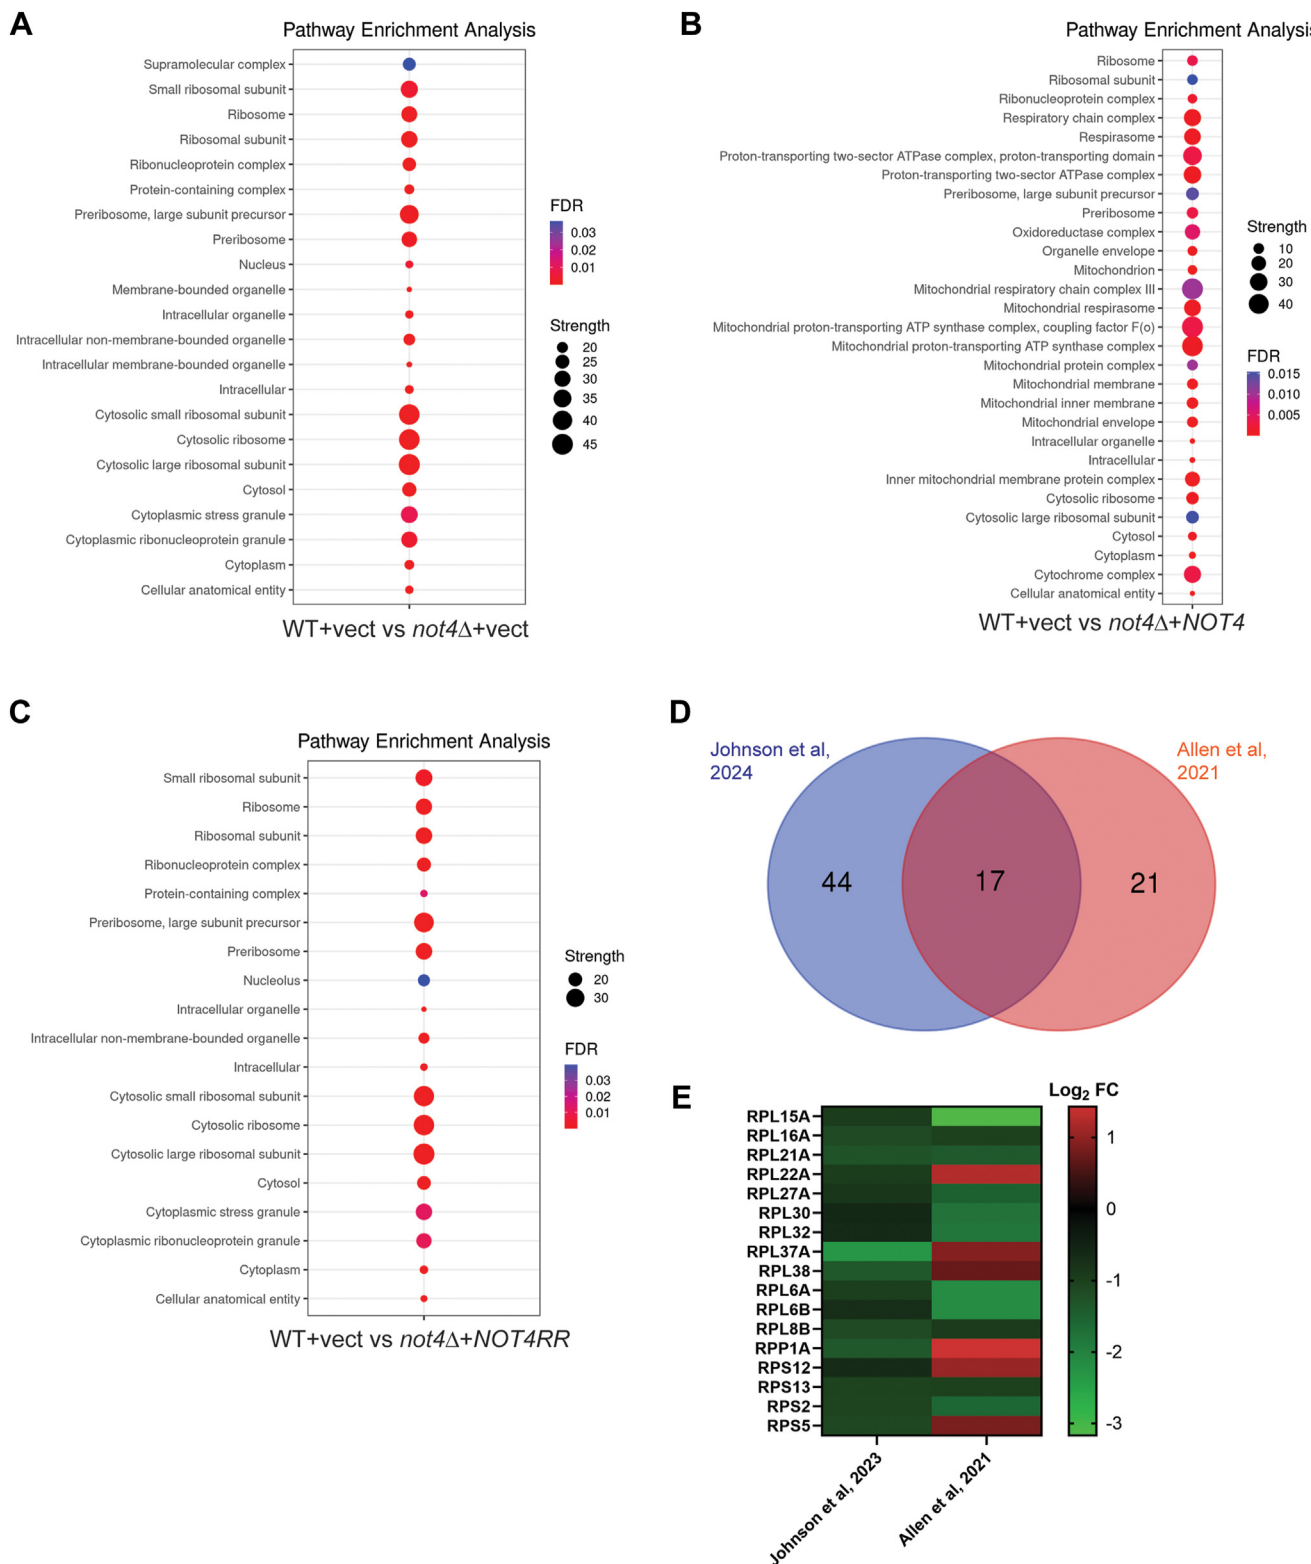 A
Pathway Enrichment Analysis
Supramolecular complex
Small ribosomal subunit
Ribosome
Ribosomal subunit
Ribonucleoprotein complex
Protein-containing complex
Preribosome, large subunit precursor
Preribosome
Nucleus
Membrane-bounded organelle
Intracellular organelle
Intracellular non-membrane-bounded organelle
Intracellular membrane-bounded organelle
Intracellular
Cytosolic small ribosomal subunit
Cytosolic ribosome
Cytosolic large ribosomal subunit
Cytosol
Cytoplasmic stress granule
Cytoplasmic ribonucleoprotein granule
Cytoplasm
Cellular anatomical entity
WT+vect vs not4Δ+vect
FDR
0.03
0.02
0.01
Strength
20
25
30
35
40
45
B
Pathway Enrichment Analysis
Ribosome
Ribosomal subunit
Ribonucleoprotein complex
Respiratory chain complex
Respirasome
Proton-transporting two-sector ATPase complex, proton-transporting domain
Proton-transporting two-sector ATPase complex
Preribosome, large subunit precursor
Preribosome
Oxidoreductase complex
Organelle envelope
Mitochondrion
Mitochondrial respiratory chain complex III
Mitochondrial respirasome
Mitochondrial proton-transporting ATP synthase complex, coupling factor F(o)
Mitochondrial proton-transporting ATP synthase complex
Mitochondrial protein complex
Mitochondrial membrane
Mitochondrial inner membrane
Mitochondrial envelope
Intracellular organelle
Intracellular
Inner mitochondrial membrane protein complex
Cytosolic ribosome
Cytosolic large ribosomal subunit
Cytosol
Cytoplasm
Cytochrome complex
Cellular anatomical entity
WT+vect vs not4Δ+NOT4
Strength
10
20
30
40
FDR
0.015
0.010
0.005
C
Pathway Enrichment Analysis
Small ribosomal subunit
Ribosome
Ribosomal subunit
Ribonucleoprotein complex
Protein-containing complex
Preribosome, large subunit precursor
Preribosome
Nucleolus
Intracellular organelle
Intracellular non-membrane-bounded organelle
Intracellular
Cytosolic small ribosomal subunit
Cytosolic ribosome
Cytosolic large ribosomal subunit
Cytosol
Cytoplasmic stress granule
Cytoplasmic ribonucleoprotein granule
Cytoplasm
Cellular anatomical entity
WT+vect vs not4Δ+NOT4RR
Strength
20
30
FDR
0.03
0.02
0.01
D
Johnson et al,
2024
Allen et al,
2021
44
17
21
E
Log2 FC
RPL15A
RPL16A
RPL21A
RPL22A
RPL27A
RPL30
RPL32
RPL37A
RPL38
RPL6A
RPL6B
RPL8B
RPP1A
RPS12
RPS13
RPS2
RPS5
1
0
-1
-2
-3
Johnson et al, 2023
Allen et al, 2021